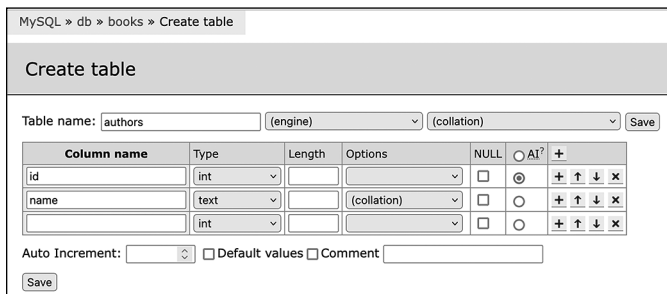 MySQL » db » books » Create table
Create table
Table name: authors (engine) (collation) Save
Column name Type Length Options NULL AI? +
id int + ↑ ↓ ×
name text (collation) + ↑ ↓ ×
int + ↑ ↓ ×
Auto Increment: Default values Comment
Save